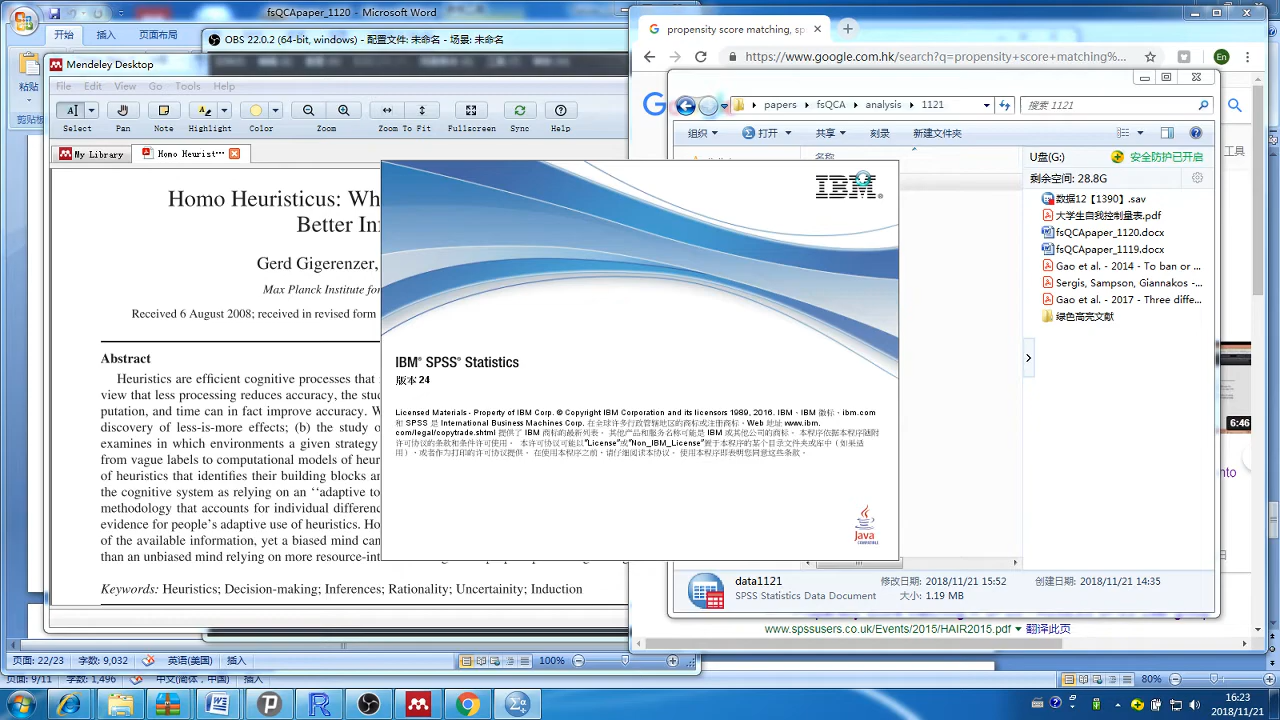 fsQCApaper_1120 - Microsoft Word
开始
插入
页面布局
粘贴
OBS 22.0.2 (64-bit, windows) - 配置文件: 未命名 - 场景: 未命名
Mendeley Desktop
File Edit View Go Tools Help
Select Pan Note Highlight Color Zoom Zoom To Fit Fullscreen Sync Help
My Library
Homo Heurist···
Homo Heuristicus: Wh
Better Inf
Gerd Gigerenzer,
Max Planck Institute for
Received 6 August 2008; received in revised form
Abstract
Heuristics are efficient cognitive processes that
view that less processing reduces accuracy, the stud
putation, and time can in fact improve accuracy. W
discovery of less-is-more effects; (b) the study o
examines in which environments a given strategy
from vague labels to computational models of heur
of heuristics that identifies their building blocks an
the cognitive system as relying on an "adaptive to
methodology that accounts for individual difference
evidence for people's adaptive use of heuristics. Ho
of the available information, yet a biased mind can
than an unbiased mind relying on more resource-int
Keywords: Heuristics; Decision-making; Inferences; Rationality; Uncertainty; Induction
propensity score matching, sp
https://www.google.com.hk/search?q=propensity+score+matching%...
En
papers
fsQCA
analysis
1121
搜索 1121
组织
打开
共享
刻录
新建文件夹
名称
U盘(G:)
安全防护已开启
剩余空间: 28.8G
数据12【1390】.sav
大学生自我控制量表.pdf
fsQCApaper_1120.docx
fsQCApaper_1119.docx
Gao et al. - 2014 - To ban or ...
Sergis, Sampson, Giannakos -...
Gao et al. - 2017 - Three diffe...
绿色高亮文献
工具
6:46
IBM®
IBM® SPSS® Statistics
版本 24
Licensed Materials - Property of IBM Corp. © Copyright IBM Corporation and its licensors 1989, 2016. IBM、IBM 徽标、ibm.com
和 SPSS 是 International Business Machines Corp. 在全球许多行政管辖地区的商标或注册商标。Web 地址 www.ibm.
com/legal/copytrade.shtml 提供了 IBM 商标的最新列表。 其他产品和服务名称可能是 IBM 或其他公司的商标。 本程序依据本程序随附
许可协议的条款和条件许可使用。 本许可协议可能以"License"或"Non_IBM_License"置于本程序的某个目录文件夹或库中（如果适
用），或者作为打印的许可协议提供。 在使用本程序之前，请仔细阅读本协议。 使用本程序即表明您同意这些条款。
Java
COMPATIBLE
data1121
修改日期: 2018/11/21 15:52
创建日期: 2018/11/21 14:35
SPSS Statistics Data Document
大小: 1.19 MB
www.spssusers.co.uk/Events/2015/HAIR2015.pdf
翻译此页
页面: 22/23
字数: 9,032
英语(美国)
插入
100%
页面: 9/11
字数: 1,496
中文(简体，中国)
插入
80%
16:23
2018/11/21